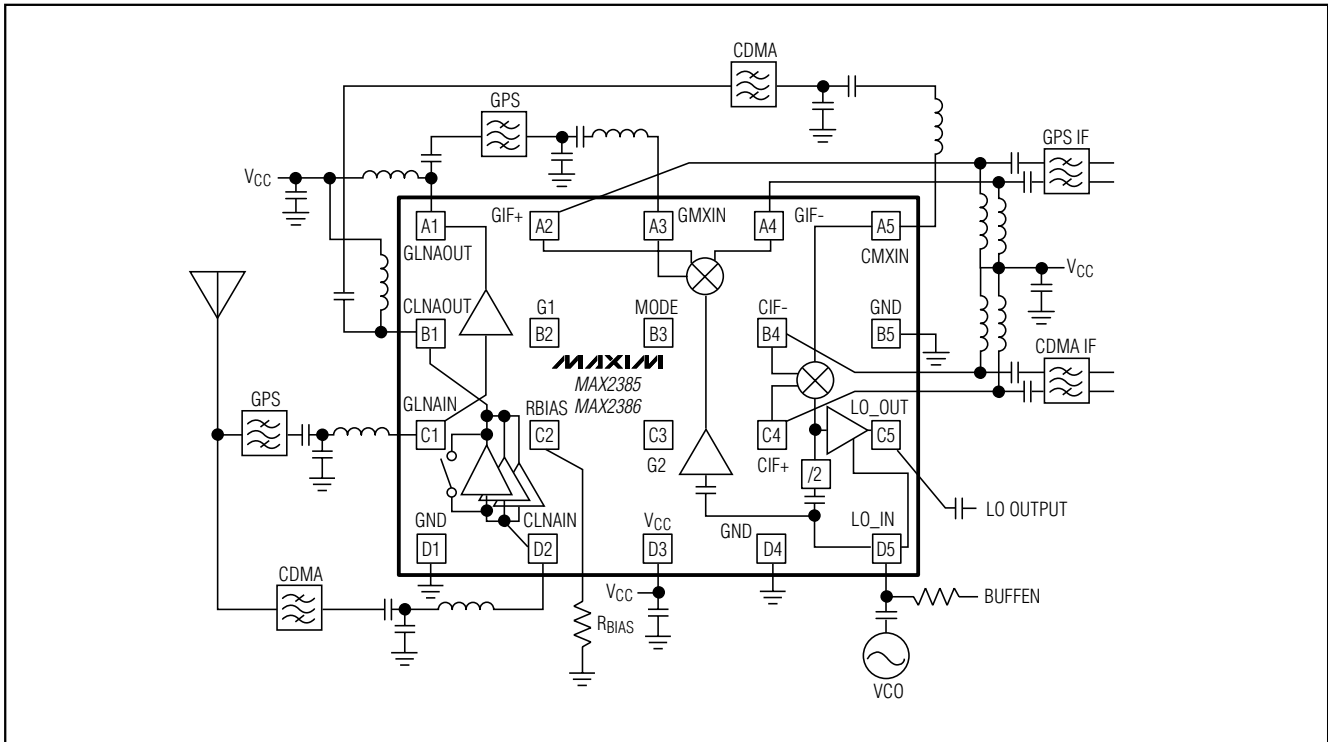 CDMA
GPS
GPS IF
VCC
GIF+
GMXIN
GIF-
A1
A2
A3
A4
A5
GLNAOUT
CMXIN
VCC
CLNAOUT
G1
MODE
CIF-
GND
B1
B2
B3
B4
B5
MAXIM
MAX2385
MAX2386
CDMA IF
GPS
GLNAIN
RBIAS
LO_OUT
C1
C2
C3
C4
C5
G2
CIF+
/2
LO OUTPUT
GND
CLNAIN
VCC
GND
LO_IN
D1
D2
D3
D4
D5
CDMA
VCC
BUFFEN
RBIAS
VCO